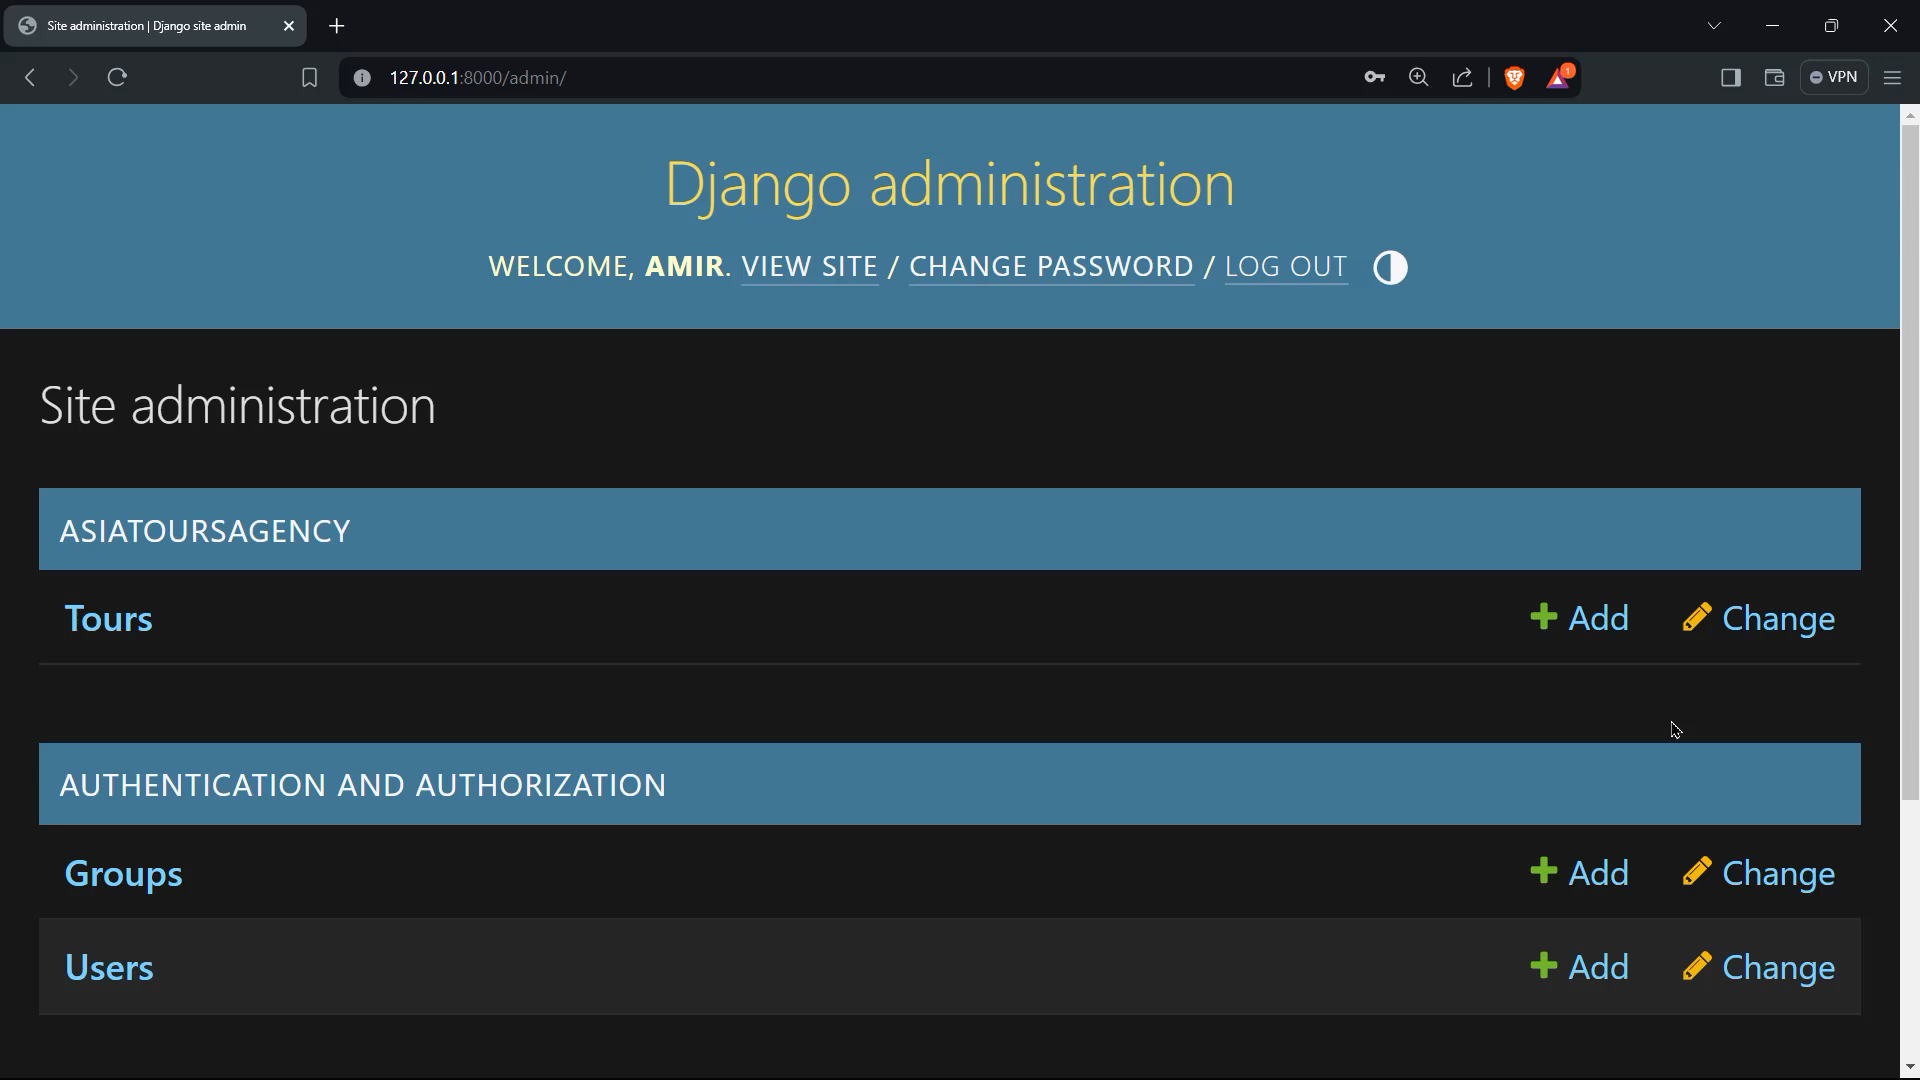 Site administration | Django site admin
127.0.0.1:8000/admin/
1
VPN
Django administration
WELCOME, AMIR. VIEW SITE / CHANGE PASSWORD / LOG OUT
Site administration
ASIATOURSAGENCY
Tours Add Change
AUTHENTICATION AND AUTHORIZATION
Groups Add Change
Users Add Change